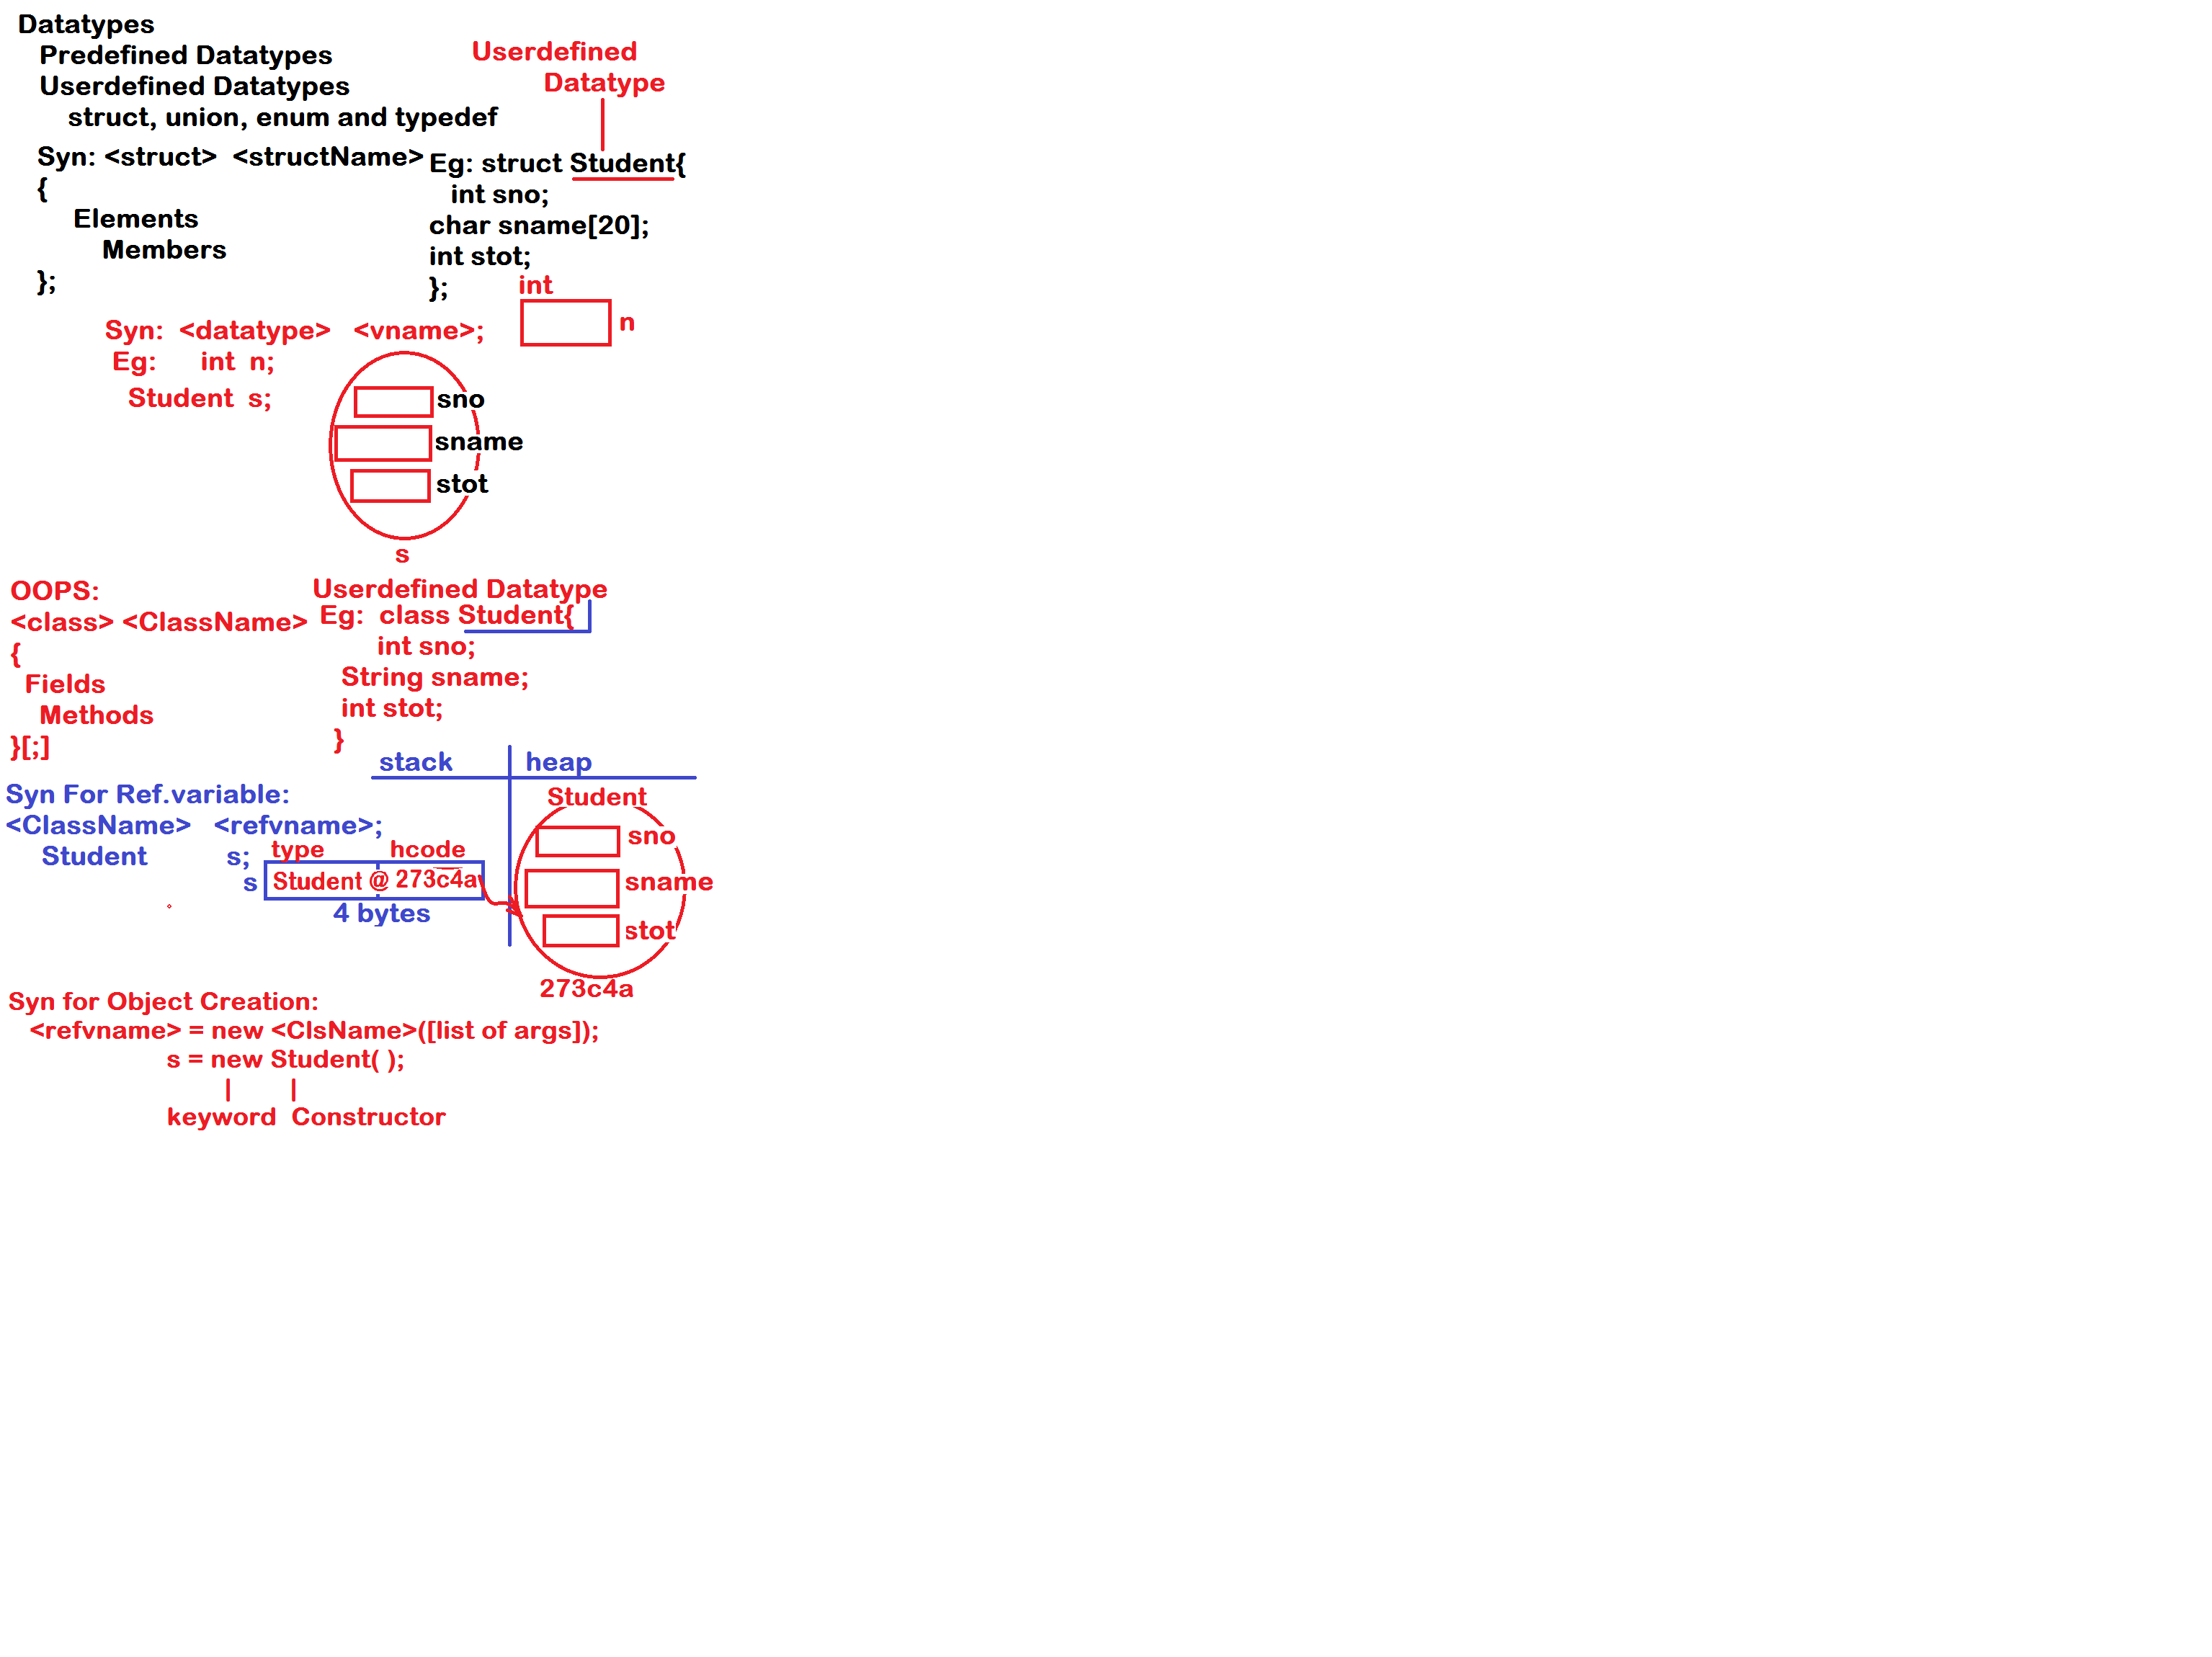 Datatypes
Predefined Datatypes
Userdefined Datatypes
struct, union, enum and typedef
Syn: <struct> <structName>
{
Elements
Members
};
Userdefined
Datatype
Eg: struct Student{
int sno;
char sname[20];
int stot;
};
int
n
Syn: <datatype> <vname>;
Eg: int n;
Student s;
sno
sname
stot
s
OOPS:
<class> <ClassName>
{
Fields
Methods
}[;]
Userdefined Datatype
Eg: class Student{
int sno;
String sname;
int stot;
}
stack heap
Syn For Ref.variable:
<ClassName> <refvname>;
Student s;
type hcode
s Student @ 273c4a
4 bytes
Student
sno
sname
stot
273c4a
Syn for Object Creation:
<refvname> = new <ClsName>([list of args]);
s = new Student( );
keyword Constructor